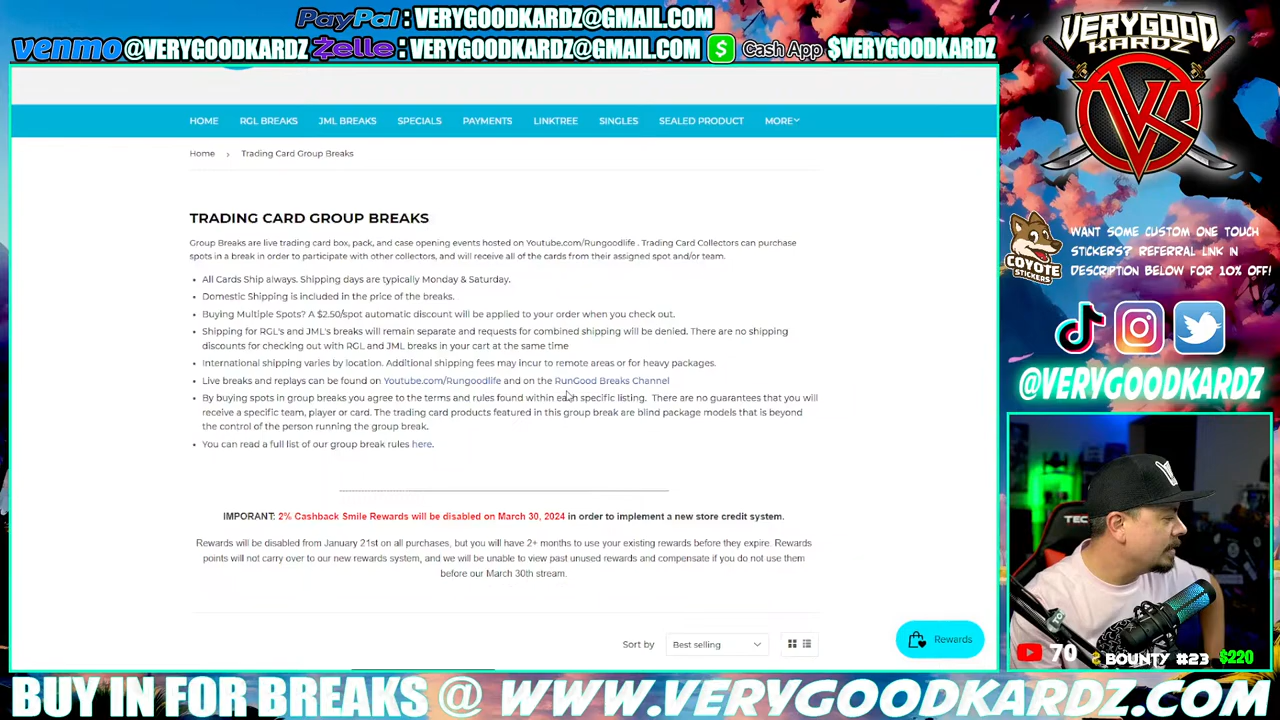 PayPal : VERYGOODKARDZ@GMAIL.COM
venmo @VERYGOODKARDZ Zelle : VERYGOODKARDZ@GMAIL.COM $ Cash App $VERYGOODKARDZ
HOME RGL BREAKS JML BREAKS SPECIALS PAYMENTS LINKTREE SINGLES SEALED PRODUCT MORE
Home › Trading Card Group Breaks
TRADING CARD GROUP BREAKS
Group Breaks are live trading card box, pack, and case opening events hosted on Youtube.com/Rungoodlife . Trading Card Collectors can purchase
spots in a break in order to participate with other collectors, and will receive all of the cards from their assigned spot and/or team.
• All Cards Ship always. Shipping days are typically Monday & Saturday.
• Domestic Shipping is included in the price of the breaks.
• Buying Multiple Spots? A $2.50/spot automatic discount will be applied to your order when you check out.
• Shipping for RGL's and JML's breaks will remain separate and requests for combined shipping will be denied. There are no shipping
discounts for checking out with RGL and JML breaks in your cart at the same time
• International shipping varies by location. Additional shipping fees may incur to remote areas or for heavy packages.
• Live breaks and replays can be found on Youtube.com/Rungoodlife and on the RunGood Breaks Channel
• By buying spots in group breaks you agree to the terms and rules found within each specific listing. There are no guarantees that you will
receive a specific team, player or card. The trading card products featured in this group break are blind package models that is beyond
the control of the person running the group break.
• You can read a full list of our group break rules here.
IMPORANT: 2% Cashback Smile Rewards will be disabled on March 30, 2024 in order to implement a new store credit system.
Rewards will be disabled from January 21st on all purchases, but you will have 2+ months to use your existing rewards before they expire. Rewards
points will not carry over to our new rewards system, and we will be unable to view past unused rewards and compensate if you do not use them
before our March 30th stream.
Sort by Best selling
Rewards
VERYGOOD
KARDZ
VK
COYOTE
STICKERS
WANT SOME CUSTOM ONE TOUCH
STICKERS? REFERRAL LINK IN
DESCRIPTION BELOW FOR 10% OFF!
@VERYGOODKARDZ
TEC
70 BOUNTY #23 $220
BUY IN FOR BREAKS @ WWW.VERYGOODKARDZ.COM